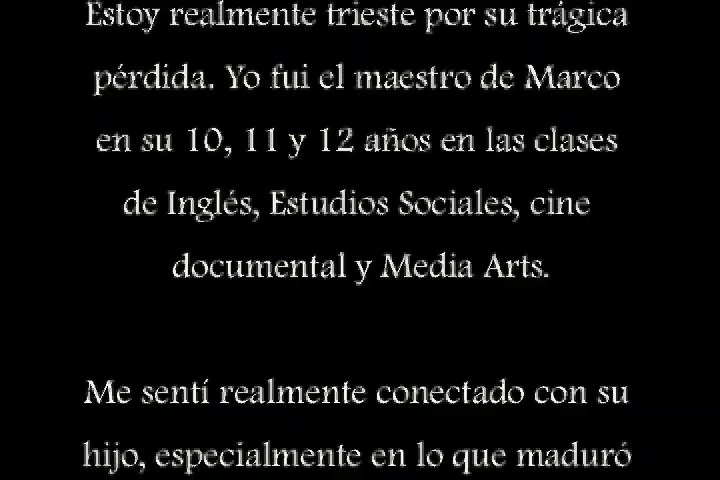 Estoy realmente trieste por su trágica
pérdida. Yo fui el maestro de Marco
en su 10, 11 y 12 años en las clases
de Inglés, Estudios Sociales, cine
documental y Media Arts.
Me sentí realmente conectado con su
hijo, especialmente en lo que maduró